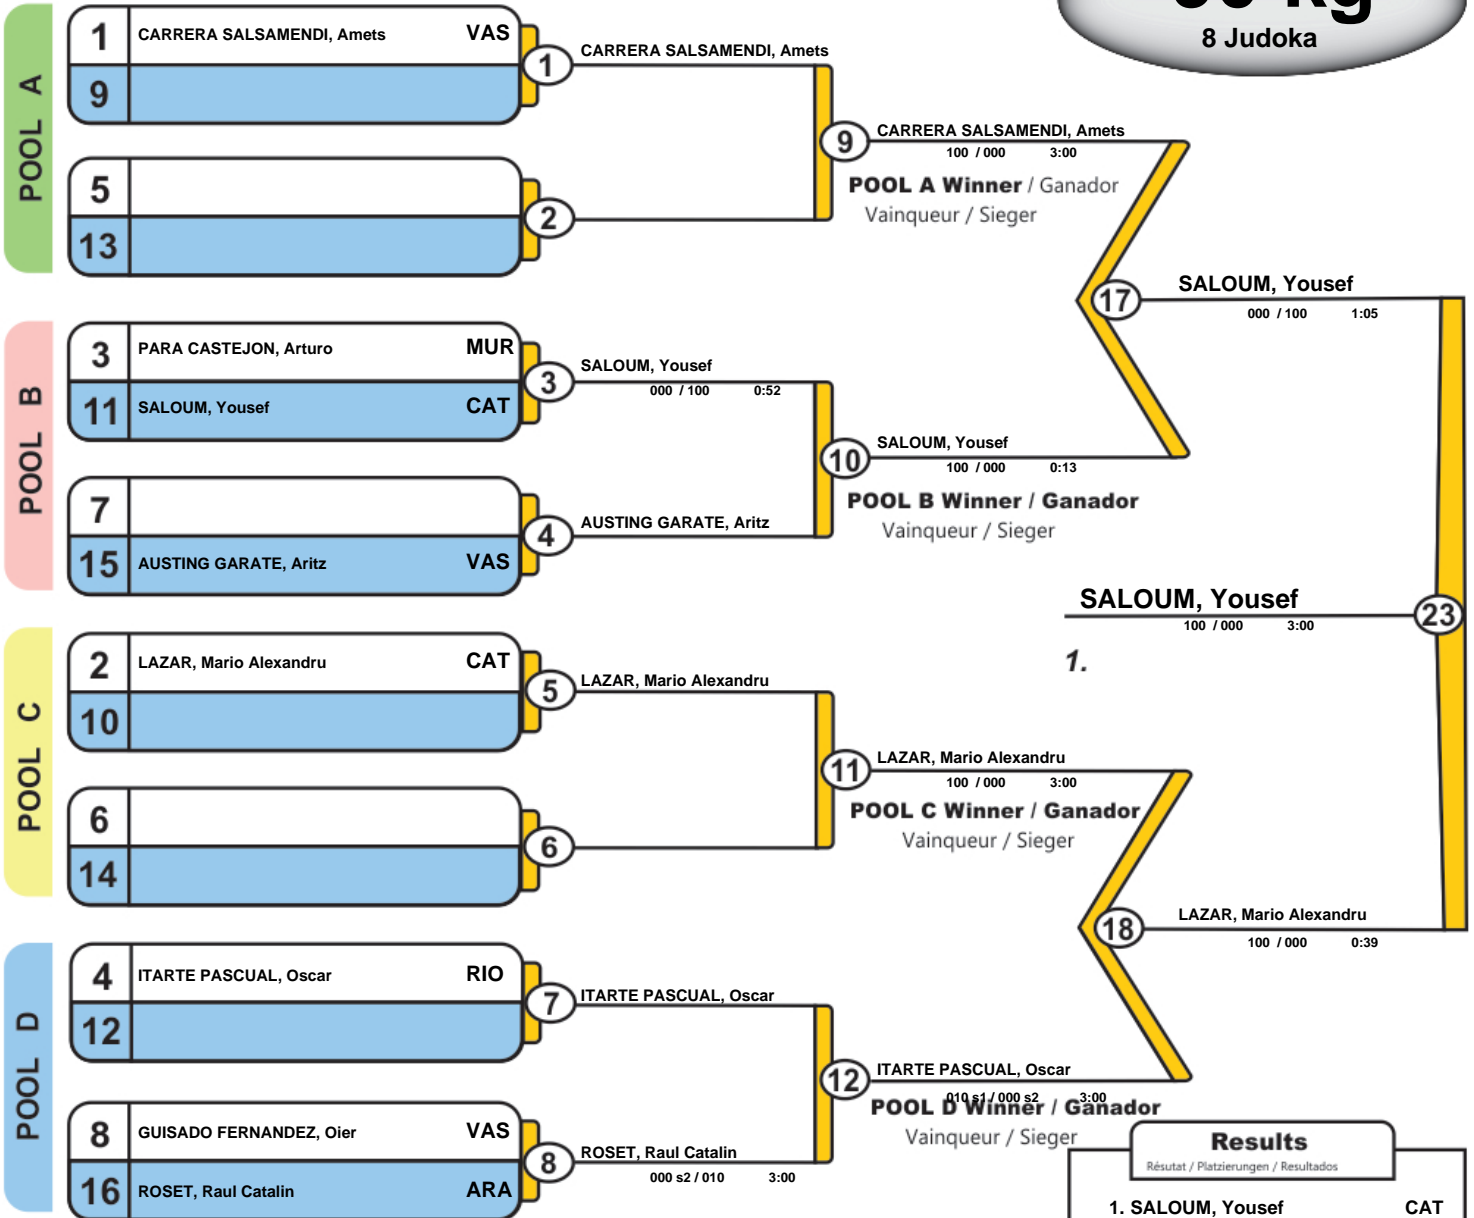 8 Judoka
POOL A
1 CARRERA SALSAMENDI, Amets VAS
9
1
CARRERA SALSAMENDI, Amets
5
13
2
9
CARRERA SALSAMENDI, Amets
100 / 000 3:00
POOL A Winner / Ganador
Vainqueur / Sieger
17
SALOUM, Yousef
000 / 100 1:05
POOL B
3 PARA CASTEJON, Arturo MUR
11 SALOUM, Yousef CAT
3
SALOUM, Yousef
000 / 100 0:52
7
15 AUSTING GARATE, Aritz VAS
4
AUSTING GARATE, Aritz
10
SALOUM, Yousef
100 / 000 0:13
POOL B Winner / Ganador
Vainqueur / Sieger
SALOUM, Yousef
100 / 000 3:00
23
1.
POOL C
2 LAZAR, Mario Alexandru CAT
10
5
LAZAR, Mario Alexandru
6
14
6
11
LAZAR, Mario Alexandru
100 / 000 3:00
POOL C Winner / Ganador
Vainqueur / Sieger
18
LAZAR, Mario Alexandru
100 / 000 0:39
POOL D
4 ITARTE PASCUAL, Oscar RIO
12
7
ITARTE PASCUAL, Oscar
8 GUISADO FERNANDEZ, Oier VAS
16 ROSET, Raul Catalin ARA
8
ROSET, Raul Catalin
000 s2 / 010 3:00
12
ITARTE PASCUAL, Oscar
010 s1 / 000 s2 3:00
POOL D Winner / Ganador
Vainqueur / Sieger
Results
Résutat / Platzierungen / Resultados
1. SALOUM, Yousef CAT